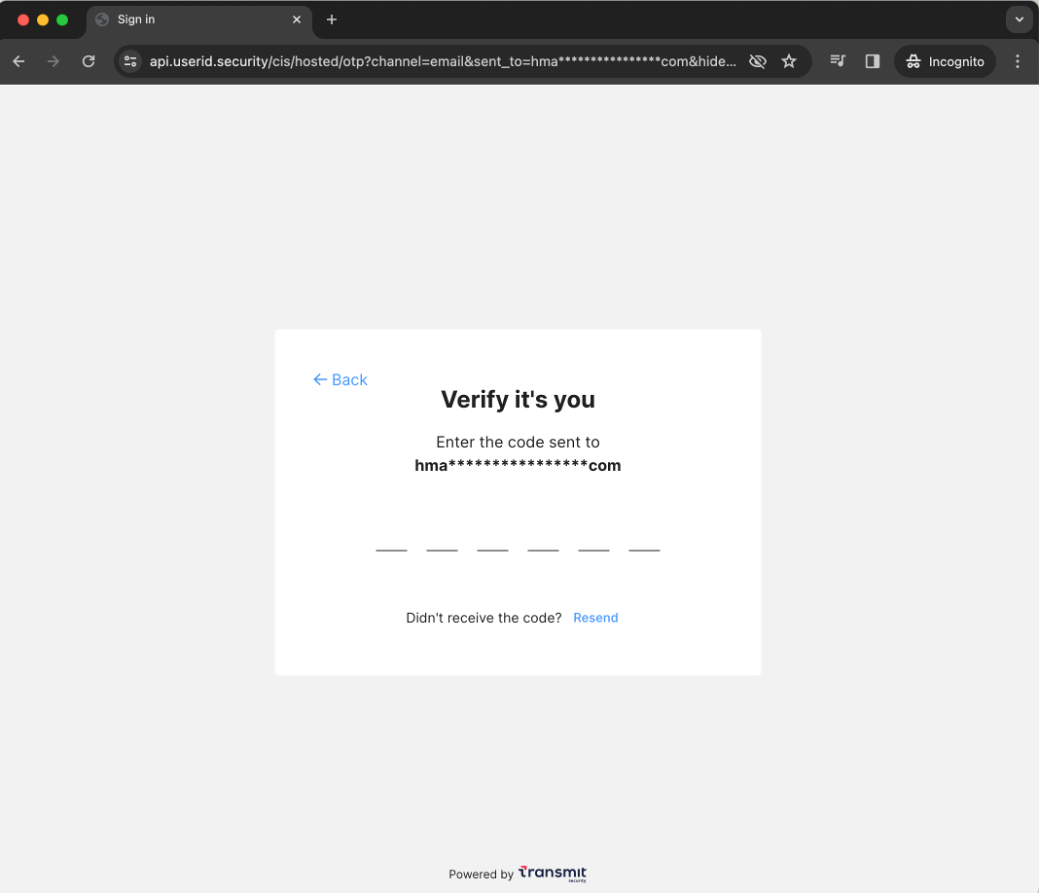 Sign in
api.userid.security/cis/hosted/otp?channel=email&sent_to=hma****************com&hide...
Incognito
Back
Verify it's you
Enter the code sent to
hma****************com
Didn't receive the code? Resend
Powered by Transmit
security